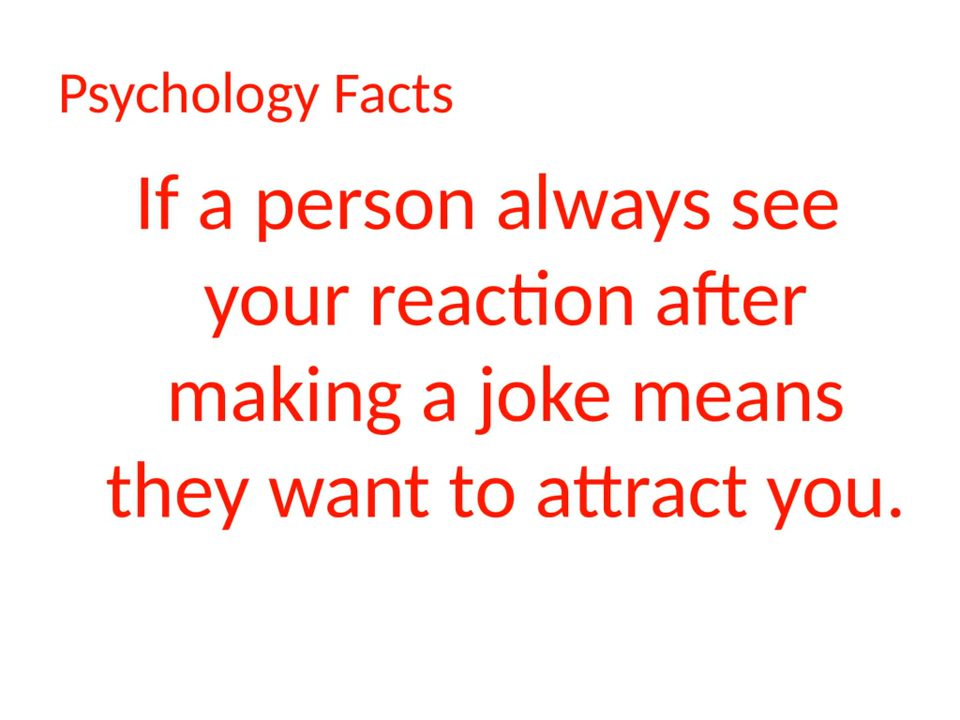 Psychology Facts
If a person always see
your reaction after
making a joke means
they want to attract you.